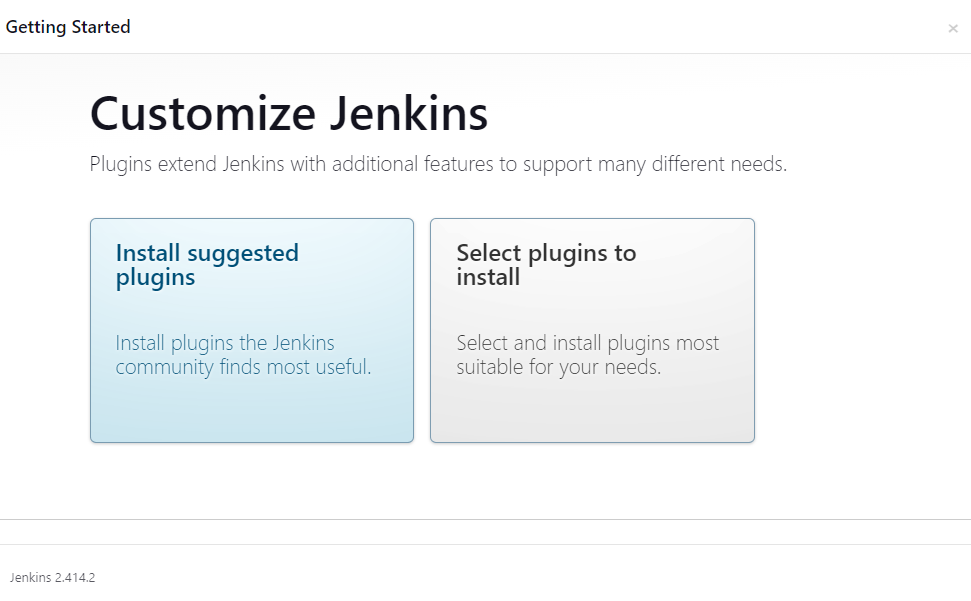 Getting Started
×
Customize Jenkins
Plugins extend Jenkins with additional features to support many different needs.
Install suggested
plugins
Install plugins the Jenkins
community finds most useful.
Select plugins to
install
Select and install plugins most
suitable for your needs.
Jenkins 2.414.2